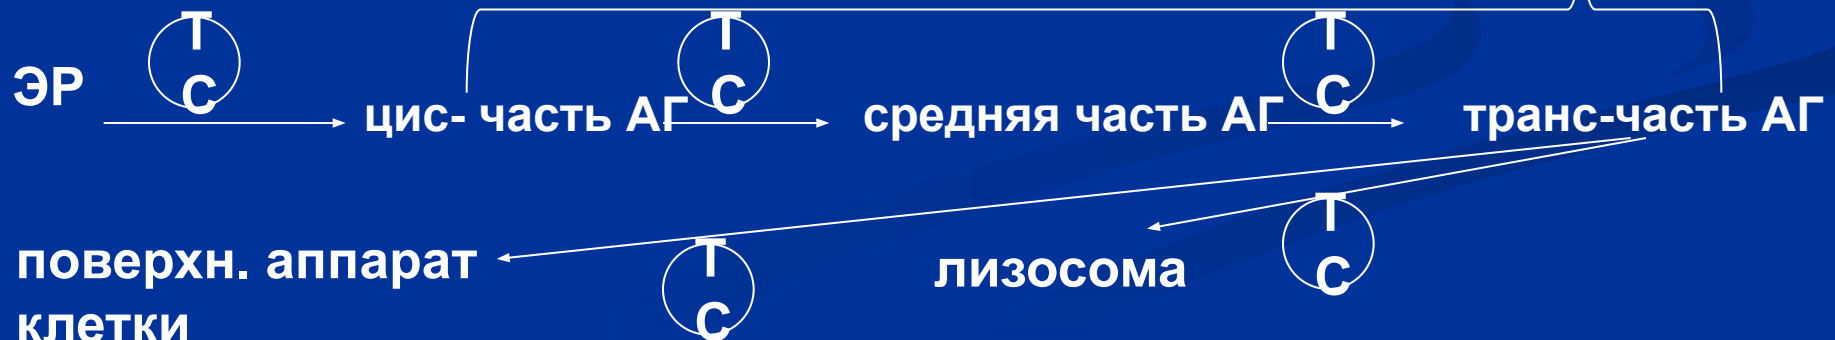 Т Т Т
ЭР С цис- часть АГ С средняя часть АГ С транс-часть АГ
Т
С
поверхн. аппарат Т лизосома
клетки С